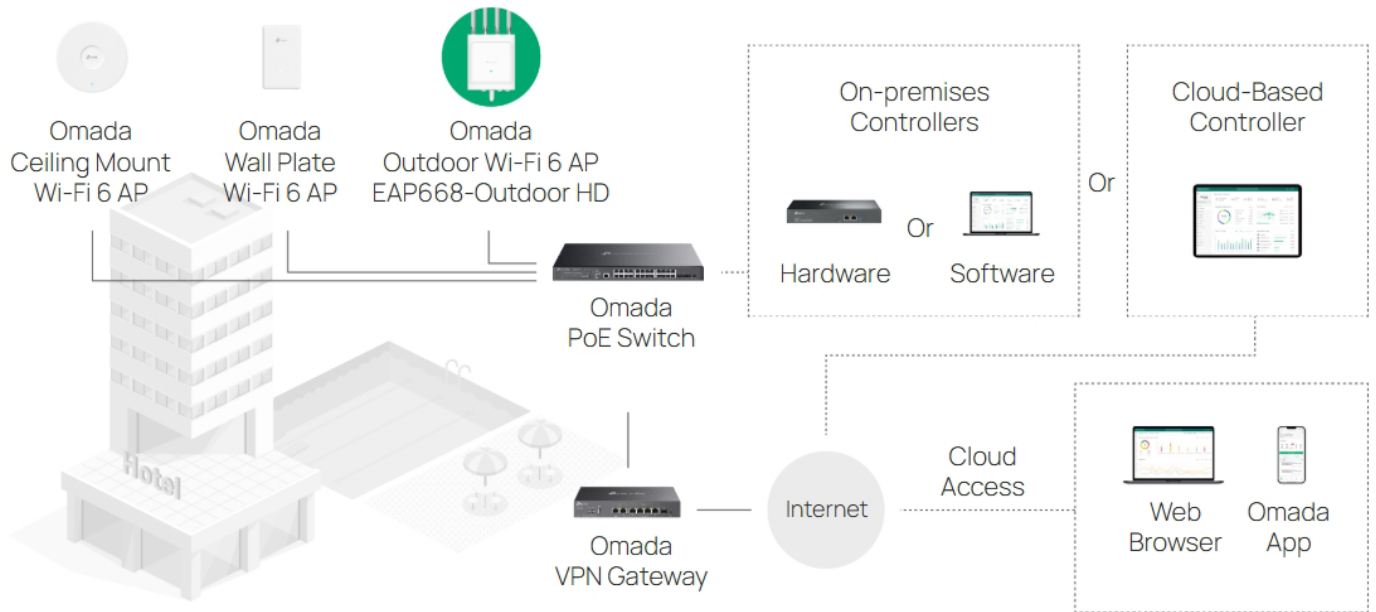 Omada
Ceiling Mount
Wi-Fi 6 AP
Omada
Wall Plate
Wi-Fi 6 AP
Omada
Outdoor Wi-Fi 6 AP
EAP668-Outdoor HD
On-premises
Controllers
Hardware
Or
Software
Or
Cloud-Based
Controller
Omada
PoE Switch
Hotel
Omada
VPN Gateway
Internet
Cloud
Access
Web
Browser
Omada
App